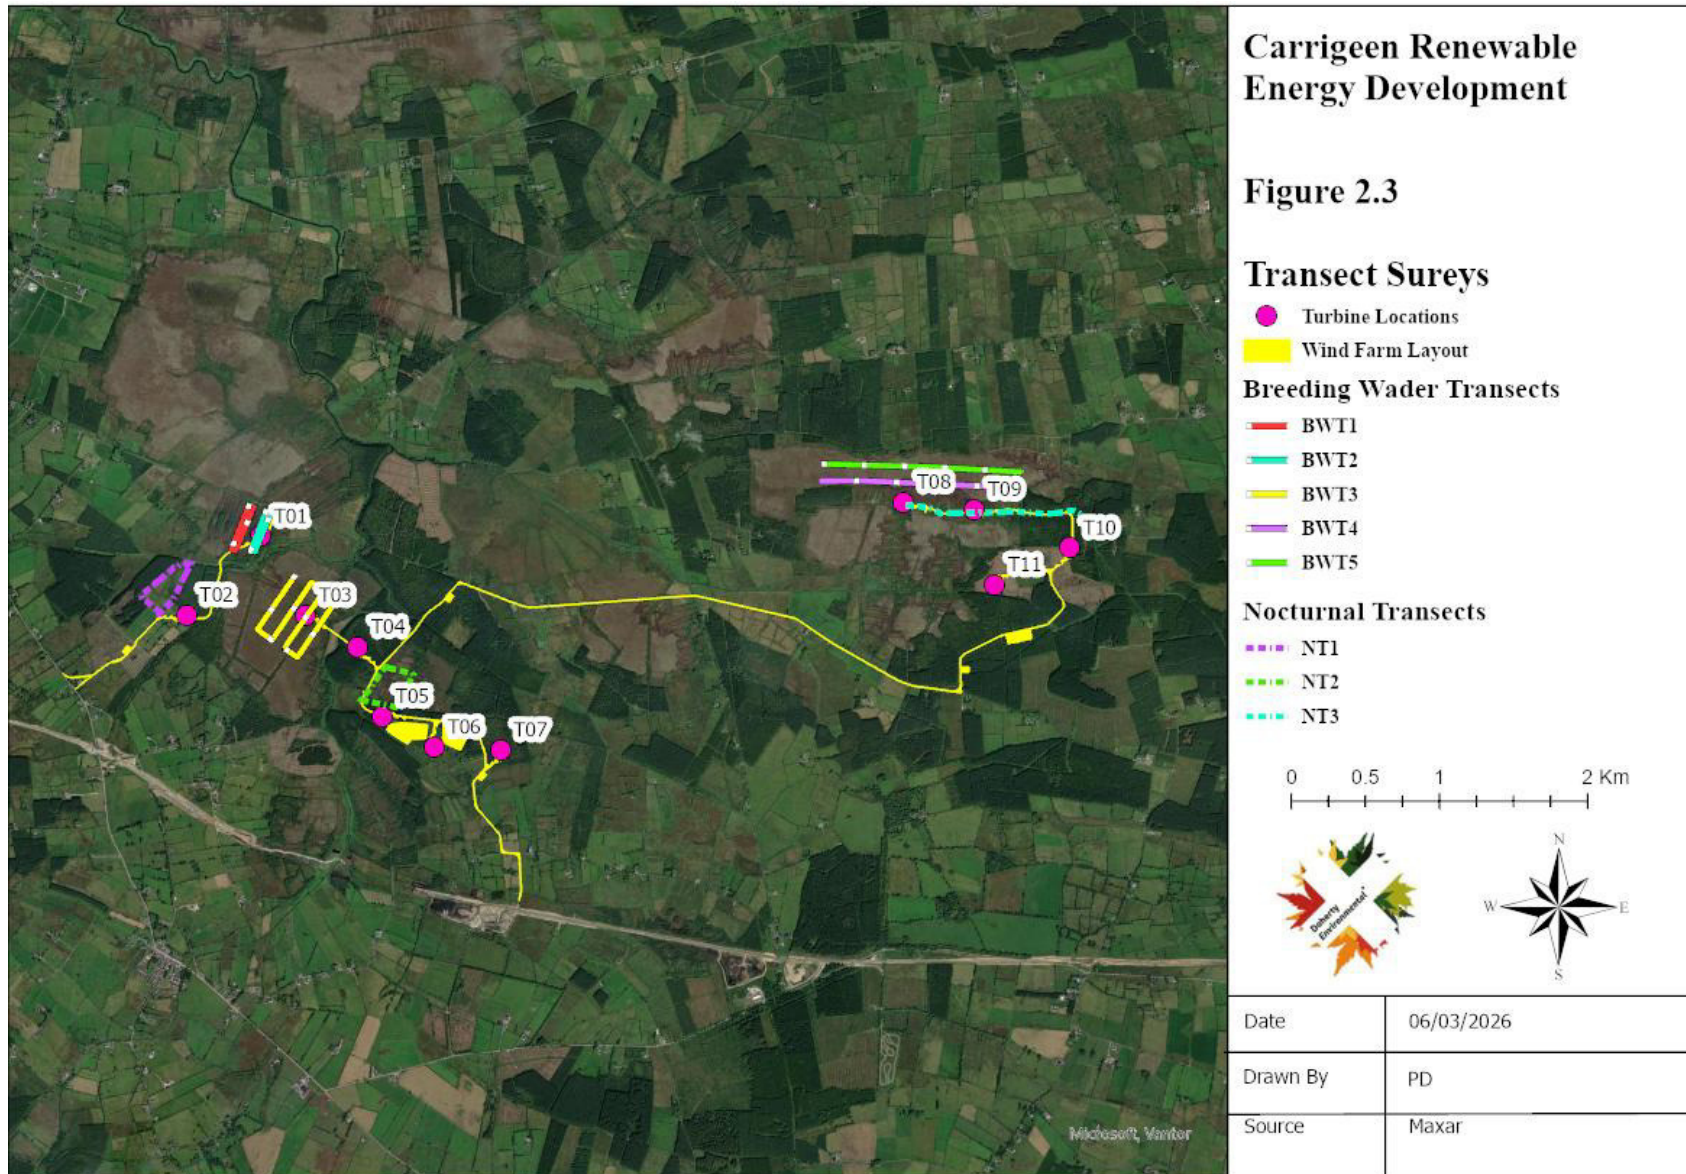 Carrigeen Renewable
Energy Development
Figure 2.3
Transect Sureys
Turbine Locations
Wind Farm Layout
Breeding Wader Transects
BWT1
BWT2
BWT3
BWT4
BWT5
Nocturnal Transects
NT1
NT2
NT3
0 0.5 1 2 Km
Doherty
Environmental
N
W E
S
Date 06/03/2026
Drawn By PD
Source Maxar
T01
T02
T03
T04
T05
T06
T07
T08
T09
T10
T11
Microsoft, Vantor